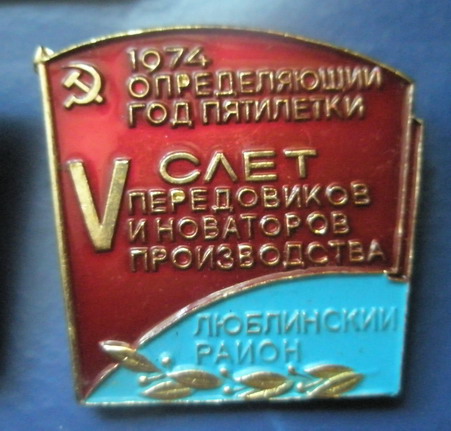 1974
ОПРЕДЕЛЯЮЩИЙ
ГОД ПЯТИЛЕТКИ
V СЛЕТ
ПЕРЕДОВИКОВ
И НОВАТОРОВ
ПРОИЗВОДСТВА
ЛЮБЛИНСКИЙ
РАЙОН